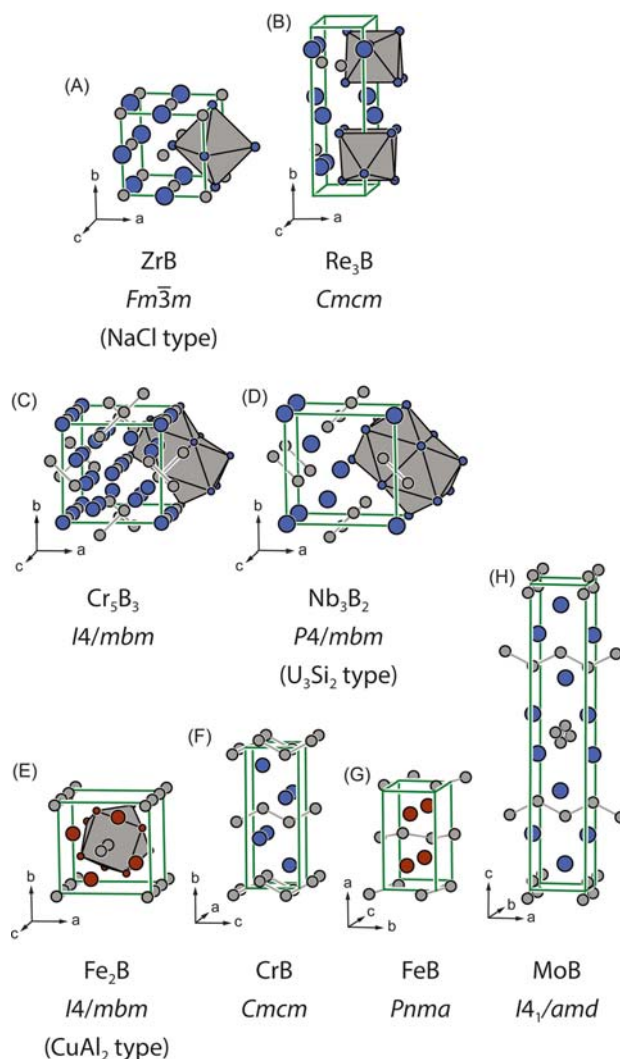 (A)
b
a
c
ZrB
Fm3̅m
(NaCl type)
(B)
b
a
c
Re₃B
Cmcm
(C)
b
a
c
Cr₅B₃
I4/mbm
(D)
b
a
c
Nb₃B₂
P4/mbm
(U₃Si₂ type)
(E)
b
a
c
Fe₂B
I4/mbm
(CuAl₂ type)
(F)
b
a
c
CrB
Cmcm
(G)
a
c
b
FeB
Pnma
(H)
c
b
a
MoB
I4₁/amd